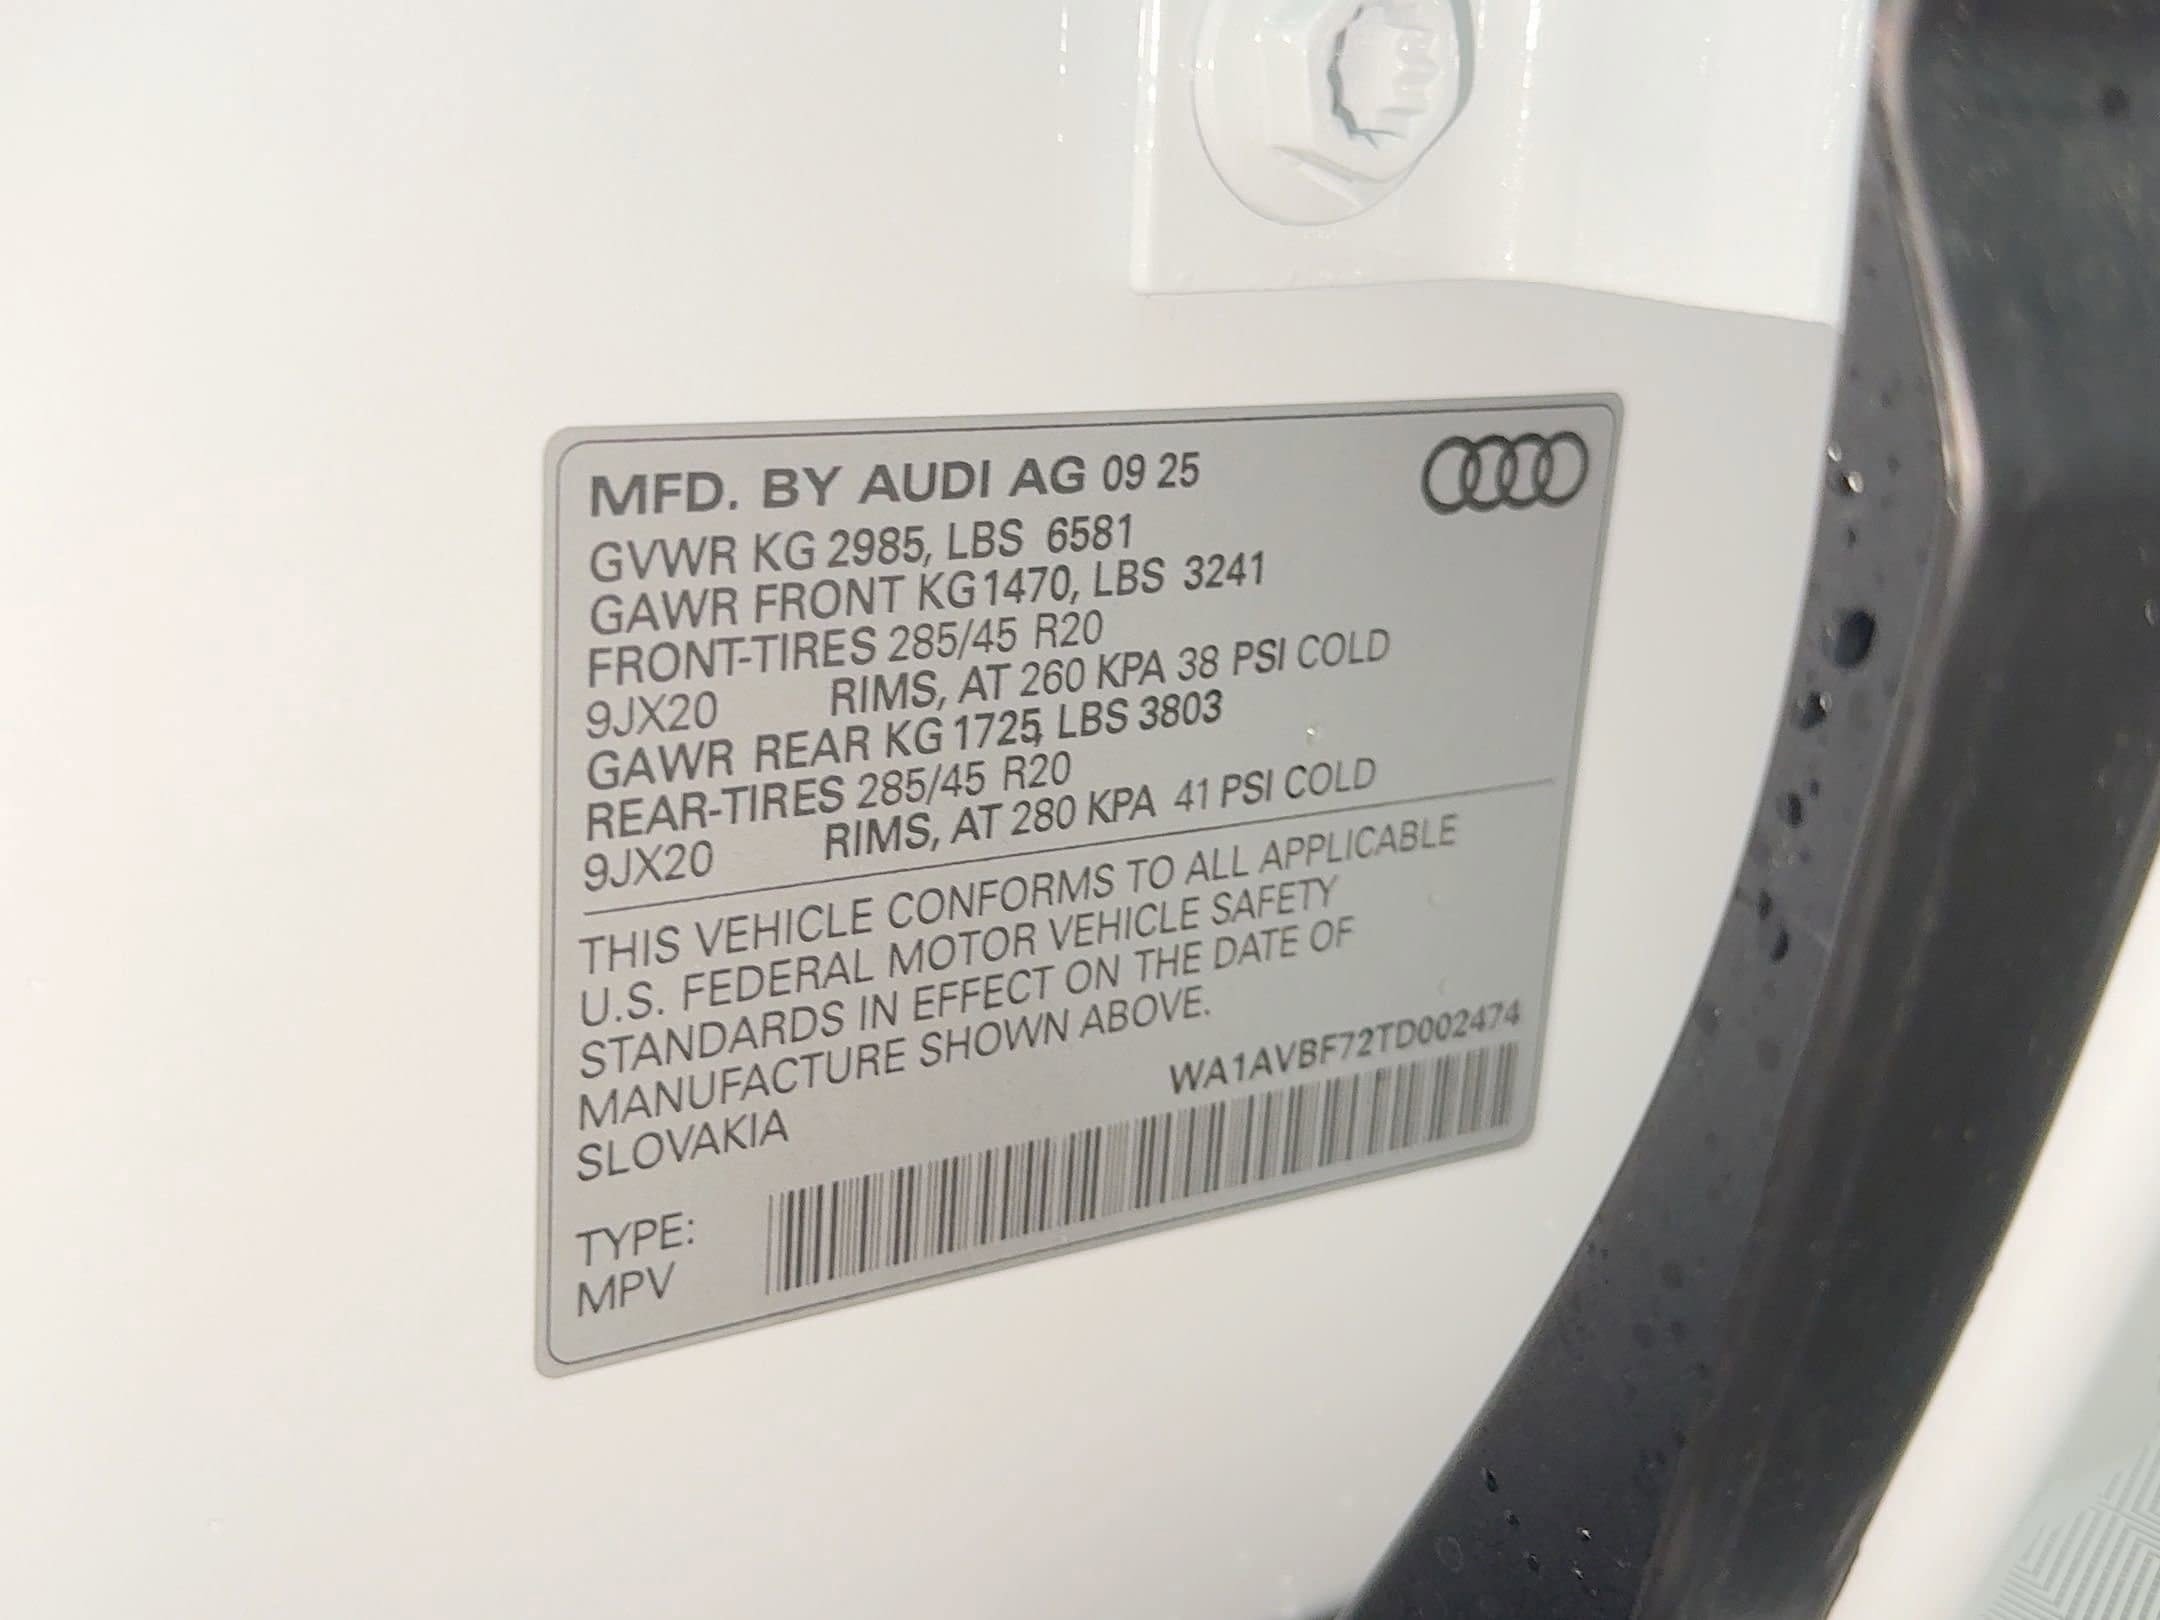 MFD. BY AUDI AG 09 25
GVWR KG 2985, LBS 6581
GAWR FRONT KG 1470, LBS 3241
FRONT-TIRES 285/45 R20
9JX20 RIMS, AT 260 KPA 38 PSI COLD
GAWR REAR KG 1725, LBS 3803
REAR-TIRES 285/45 R20
9JX20 RIMS, AT 280 KPA 41 PSI COLD
THIS VEHICLE CONFORMS TO ALL APPLICABLE
U.S. FEDERAL MOTOR VEHICLE SAFETY
STANDARDS IN EFFECT ON THE DATE OF
MANUFACTURE SHOWN ABOVE.
SLOVAKIA
WA1AVBF72TD002474
TYPE:
MPV